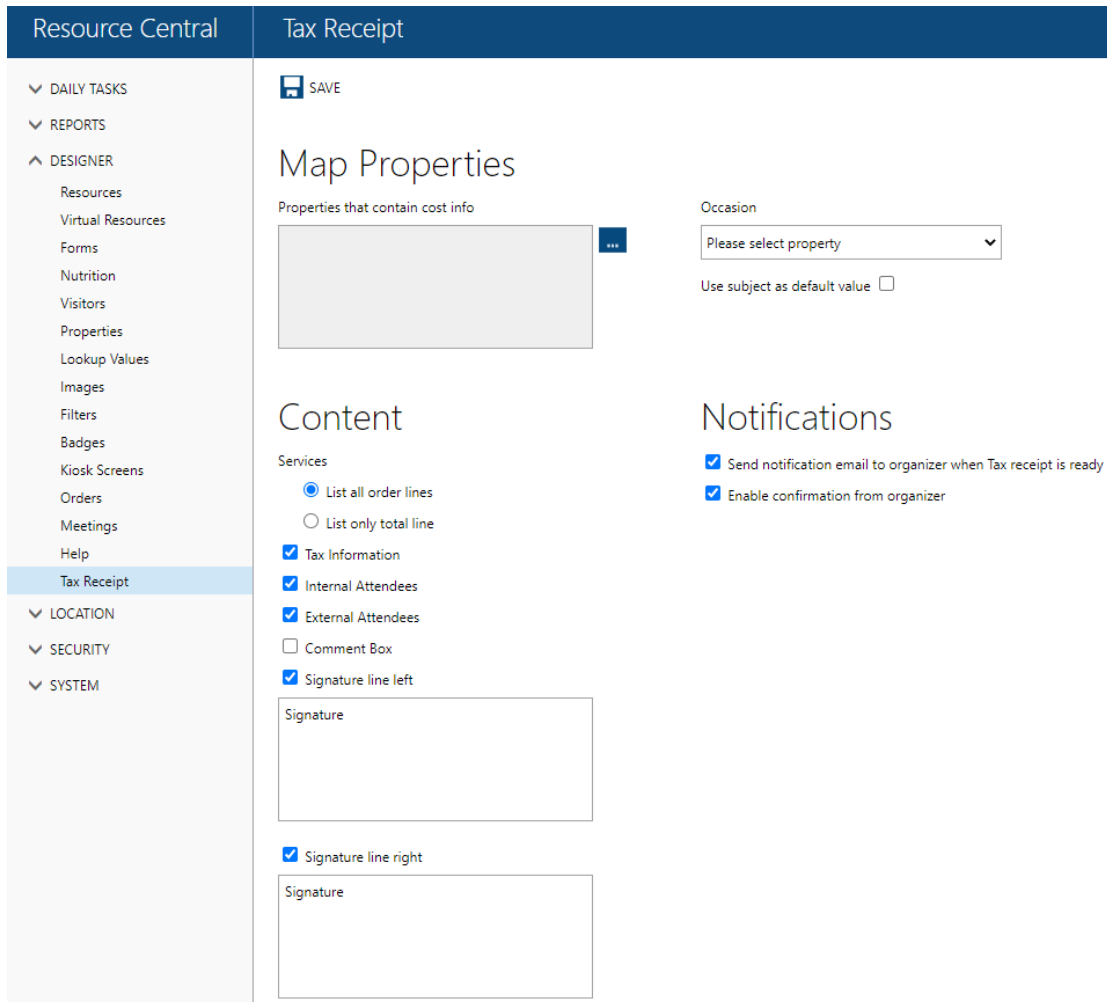 Resource Central
Tax Receipt
DAILY TASKS
REPORTS
DESIGNER
Resources
Virtual Resources
Forms
Nutrition
Visitors
Properties
Lookup Values
Images
Filters
Badges
Kiosk Screens
Orders
Meetings
Help
Tax Receipt
LOCATION
SECURITY
SYSTEM
SAVE
Map Properties
Properties that contain cost info
...
Occasion
Please select property
Use subject as default value
Content
Services
List all order lines
List only total line
Tax Information
Internal Attendees
External Attendees
Comment Box
Signature line left
Signature
Signature line right
Signature
Notifications
Send notification email to organizer when Tax receipt is ready
Enable confirmation from organizer